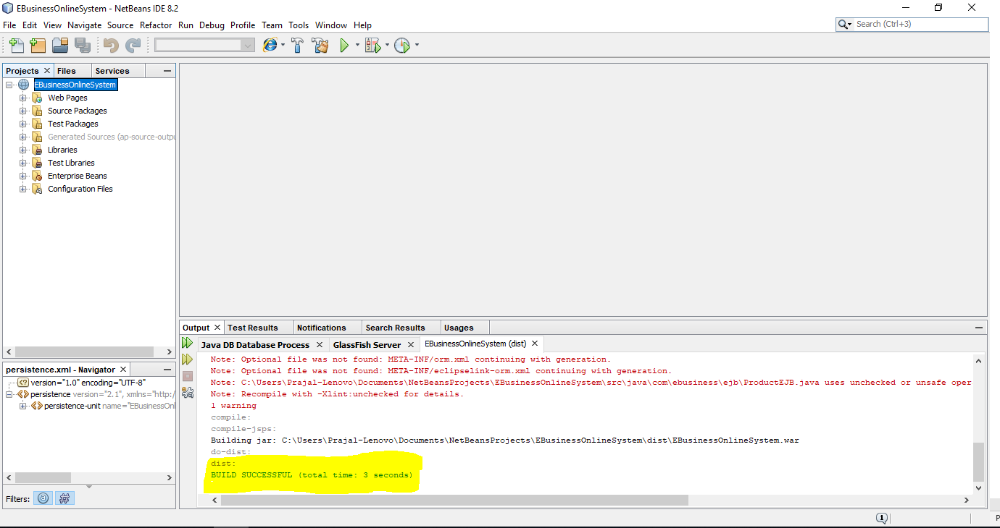 EBusinessOnlineSystem - NetBeans IDE 8.2
File Edit View Navigate Source Refactor Run Debug Profile Team Tools Window Help
Search (Ctrl+3)
Projects Files Services
EBusinessOnlineSystem
Web Pages
Source Packages
Test Packages
Generated Sources (ap-source-outpu
Libraries
Test Libraries
Enterprise Beans
Configuration Files
persistence.xml - Navigator
version="1.0" encoding="UTF-8"
persistence version="2.1", xmlns="http:/
persistence-unit name="EBusinessOnl
Filters:
Output Test Results Notifications Search Results Usages
Java DB Database Process GlassFish Server EBusinessOnlineSystem (dist)
Note: Optional file was not found: META-INF/orm.xml continuing with generation.
Note: Optional file was not found: META-INF/eclipselink-orm.xml continuing with generation.
Note: C:\Users\Prajal-Lenovo\Documents\NetBeansProjects\EBusinessOnlineSystem\src\java\com\ebusiness\ejb\ProductEJB.java uses unchecked or unsafe oper
Note: Recompile with -Xlint:unchecked for details.
1 warning
compile:
compile-jsps:
Building jar: C:\Users\Prajal-Lenovo\Documents\NetBeansProjects\EBusinessOnlineSystem\dist\EBusinessOnlineSystem.war
do-dist:
dist:
BUILD SUCCESSFUL (total time: 3 seconds)
1
P